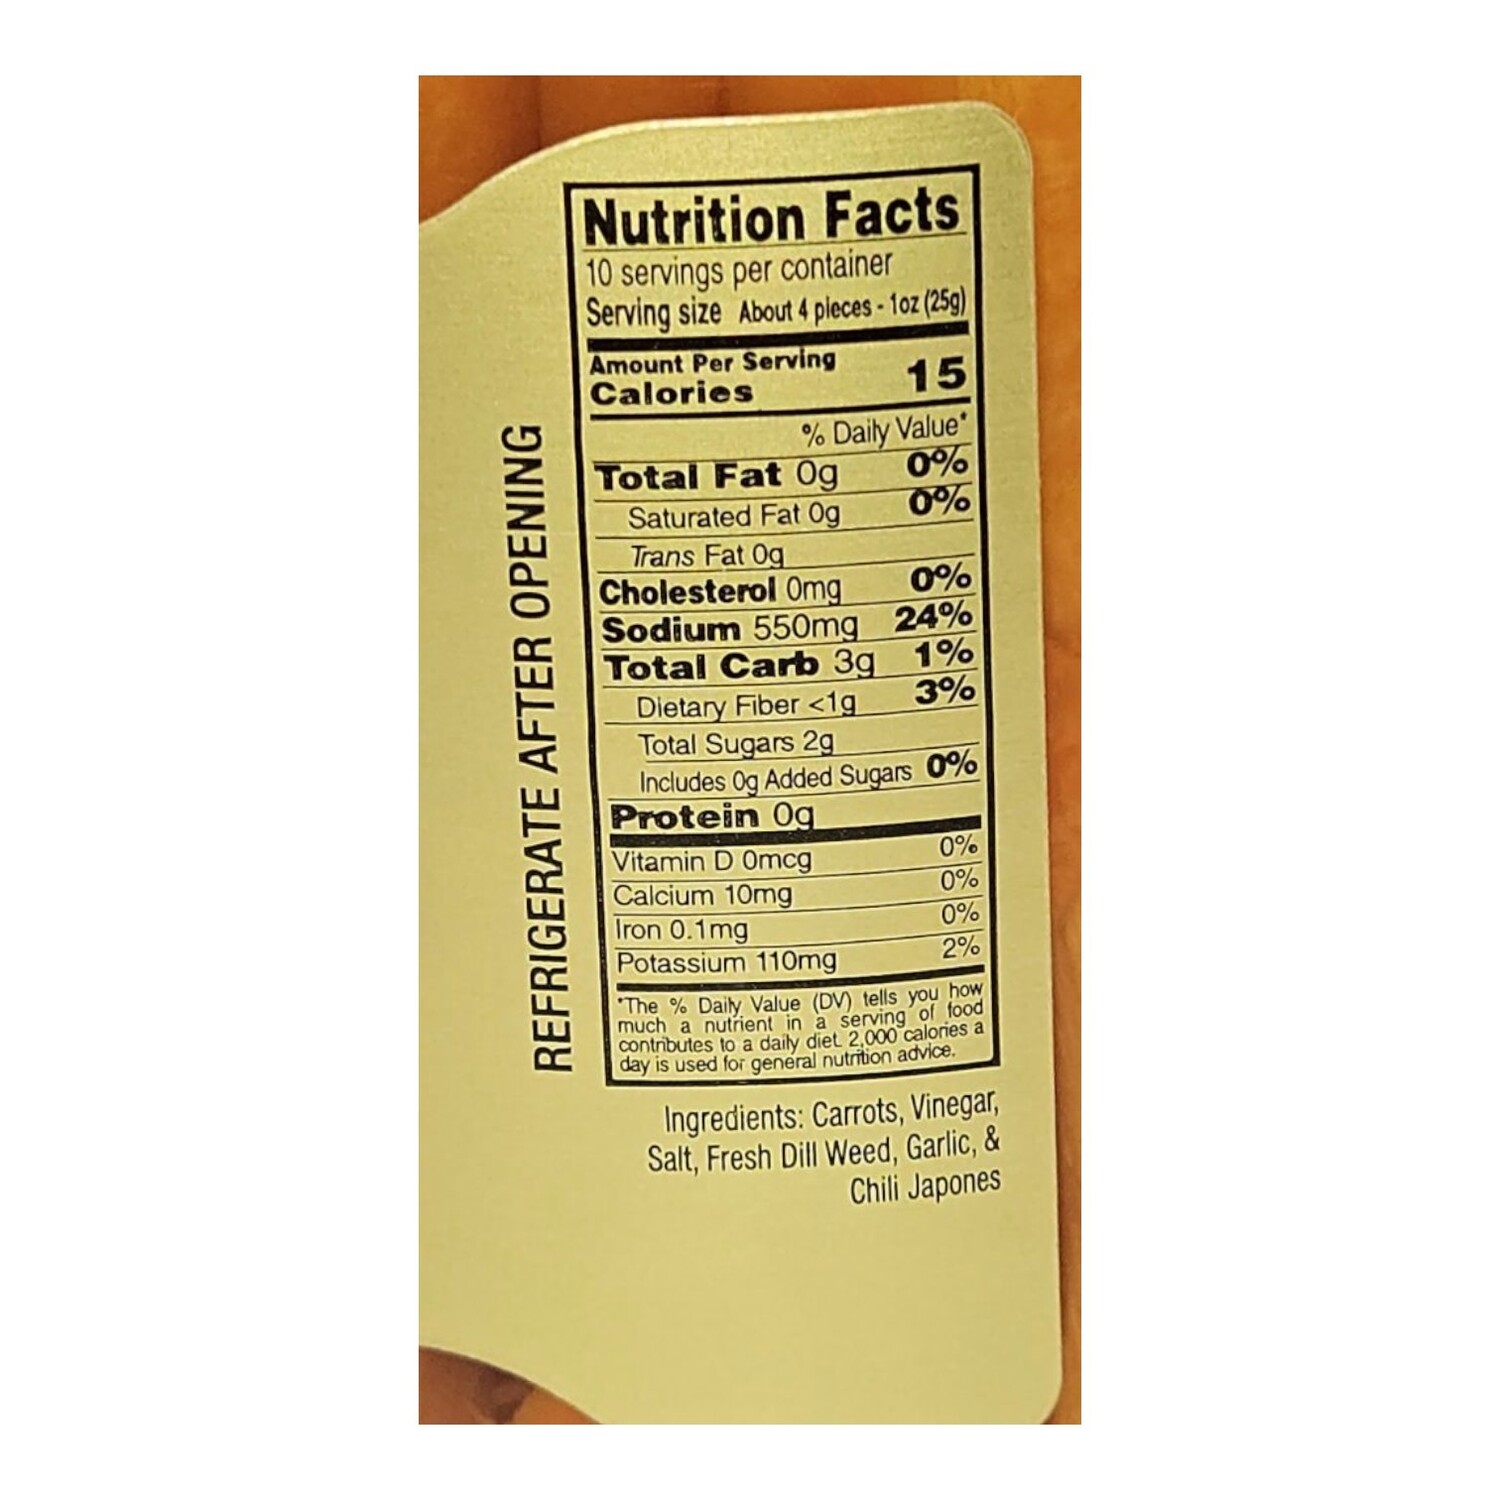 REFRIGERATE AFTER OPENING
Nutrition Facts
10 servings per container
Serving size About 4 pieces - 1oz (25g)
Amount Per Serving
Calories 15
% Daily Value*
Total Fat 0g 0%
Saturated Fat 0g 0%
Trans Fat 0g
Cholesterol 0mg 0%
Sodium 550mg 24%
Total Carb 3g 1%
Dietary Fiber <1g 3%
Total Sugars 2g
Includes 0g Added Sugars 0%
Protein 0g
Vitamin D 0mcg 0%
Calcium 10mg 0%
Iron 0.1mg 0%
Potassium 110mg 2%
*The % Daily Value (DV) tells you how
much a nutrient in a serving of food
contributes to a daily diet. 2,000 calories a
day is used for general nutrition advice.
Ingredients: Carrots, Vinegar,
Salt, Fresh Dill Weed, Garlic, &
Chili Japones